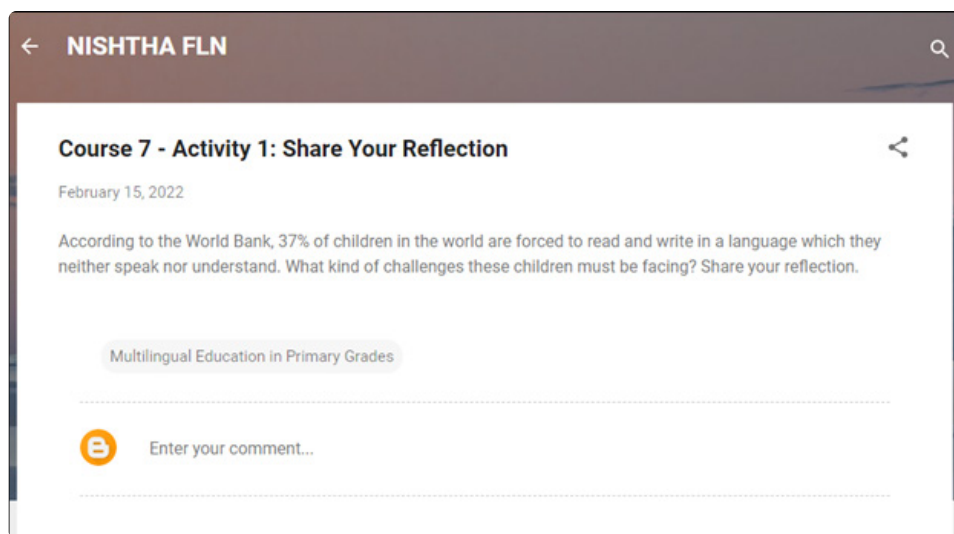 NISHTHA FLN
Course 7 - Activity 1: Share Your Reflection
February 15, 2022
According to the World Bank, 37% of children in the world are forced to read and write in a language which they
neither speak nor understand. What kind of challenges these children must be facing? Share your reflection.
Multilingual Education in Primary Grades
Enter your comment...